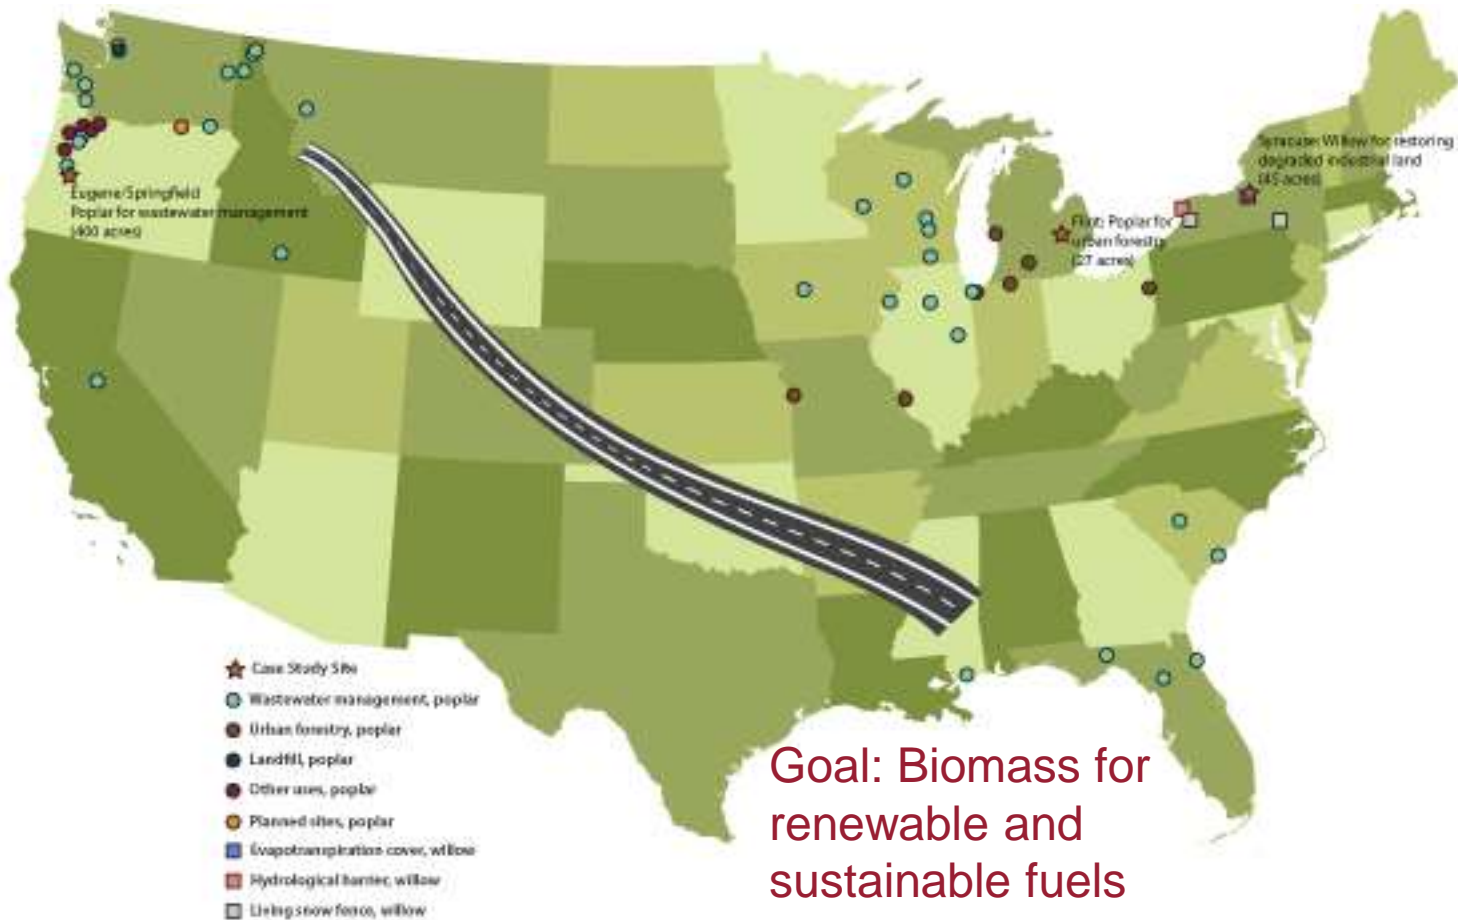 Syracuse: Willow for restoring
degraded industrial land
(45 acres)
Eugene/Springfield
Poplar for wastewater management
(400 acres)
Flint: Poplar for
urban forestry
(27 acres)
Case Study Site
Wastewater management, poplar
Urban forestry, poplar
Landfill, poplar
Other uses, poplar
Planned sites, poplar
Evapotranspiration cover, willow
Hydrological barrier, willow
Living snow fence, willow
Goal: Biomass for
renewable and
sustainable fuels